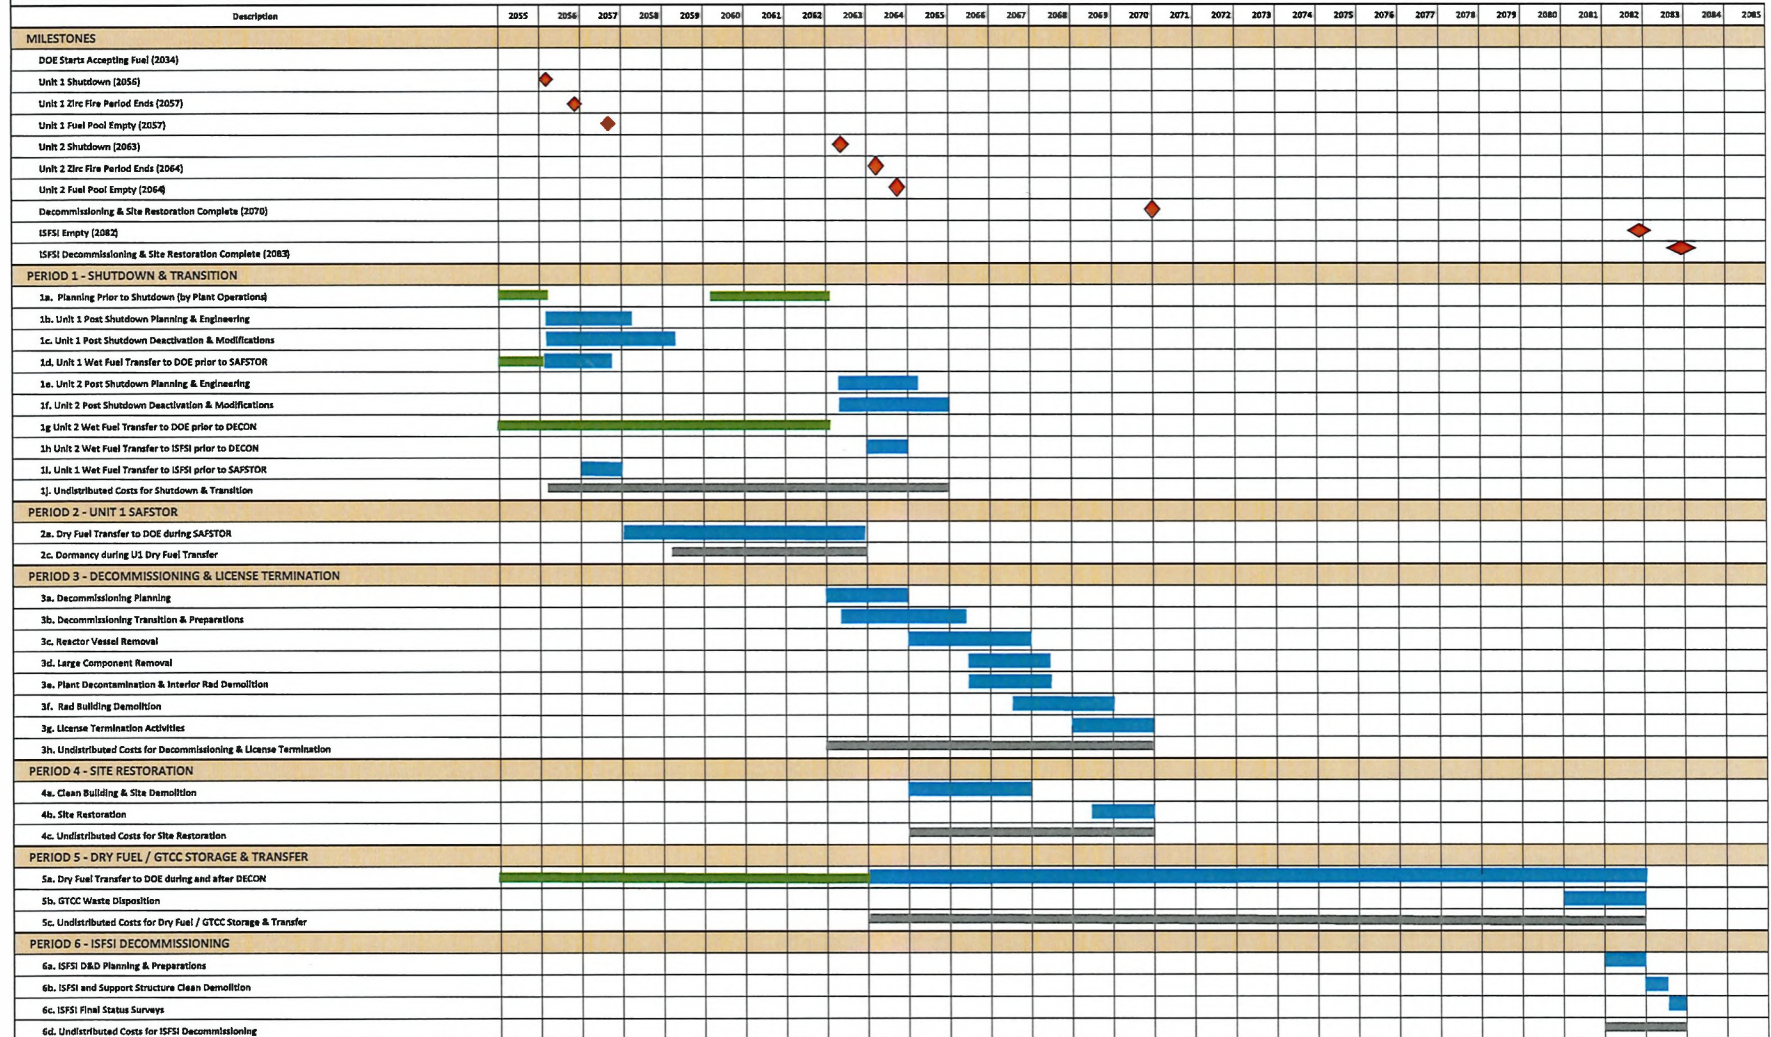 Description 2055 2056 2057 2058 2059 2060 2061 2062 2063 2064 2065 2066 2067 2068 2069 2070 2071 2072 2073 2074 2075 2076 2077 2078 2079 2080 2081 2082 2083 2084 2085
MILESTONES
DOE Starts Accepting Fuel (2034)
Unit 1 Shutdown (2056)
Unit 1 Zirc Fire Period Ends (2057)
Unit 1 Fuel Pool Empty (2057)
Unit 2 Shutdown (2063)
Unit 2 Zirc Fire Period Ends (2064)
Unit 2 Fuel Pool Empty (2064)
Decommissioning & Site Restoration Complete (2070)
ISFSI Empty (2082)
ISFSI Decommissioning & Site Restoration Complete (2083)
PERIOD 1 - SHUTDOWN & TRANSITION
1a. Planning Prior to Shutdown (by Plant Operations)
1b. Unit 1 Post Shutdown Planning & Engineering
1c. Unit 1 Post Shutdown Deactivation & Modifications
1d. Unit 1 Wet Fuel Transfer to DOE prior to SAFSTOR
1e. Unit 2 Post Shutdown Planning & Engineering
1f. Unit 2 Post Shutdown Deactivation & Modifications
1g Unit 2 Wet Fuel Transfer to DOE prior to DECON
1h Unit 2 Wet Fuel Transfer to ISFSI prior to DECON
1i. Unit 1 Wet Fuel Transfer to ISFSI prior to SAFSTOR
1j. Undistributed Costs for Shutdown & Transition
PERIOD 2 - UNIT 1 SAFSTOR
2a. Dry Fuel Transfer to DOE during SAFSTOR
2c. Dormancy during U1 Dry Fuel Transfer
PERIOD 3 - DECOMMISSIONING & LICENSE TERMINATION
3a. Decommissioning Planning
3b. Decommissioning Transition & Preparations
3c. Reactor Vessel Removal
3d. Large Component Removal
3e. Plant Decontamination & Interior Rad Demolition
3f. Rad Building Demolition
3g. License Termination Activities
3h. Undistributed Costs for Decommissioning & License Termination
PERIOD 4 - SITE RESTORATION
4a. Clean Building & Site Demolition
4b. Site Restoration
4c. Undistributed Costs for Site Restoration
PERIOD 5 - DRY FUEL / GTCC STORAGE & TRANSFER
5a. Dry Fuel Transfer to DOE during and after DECON
5b. GTCC Waste Disposition
5c. Undistributed Costs for Dry Fuel / GTCC Storage & Transfer
PERIOD 6 - ISFSI DECOMMISSIONING
6a. ISFSI D&D Planning & Preparations
6b. ISFSI and Support Structure Clean Demolition
6c. ISFSI Final Status Surveys
6d. Undistributed Costs for ISFSI Decommissioning